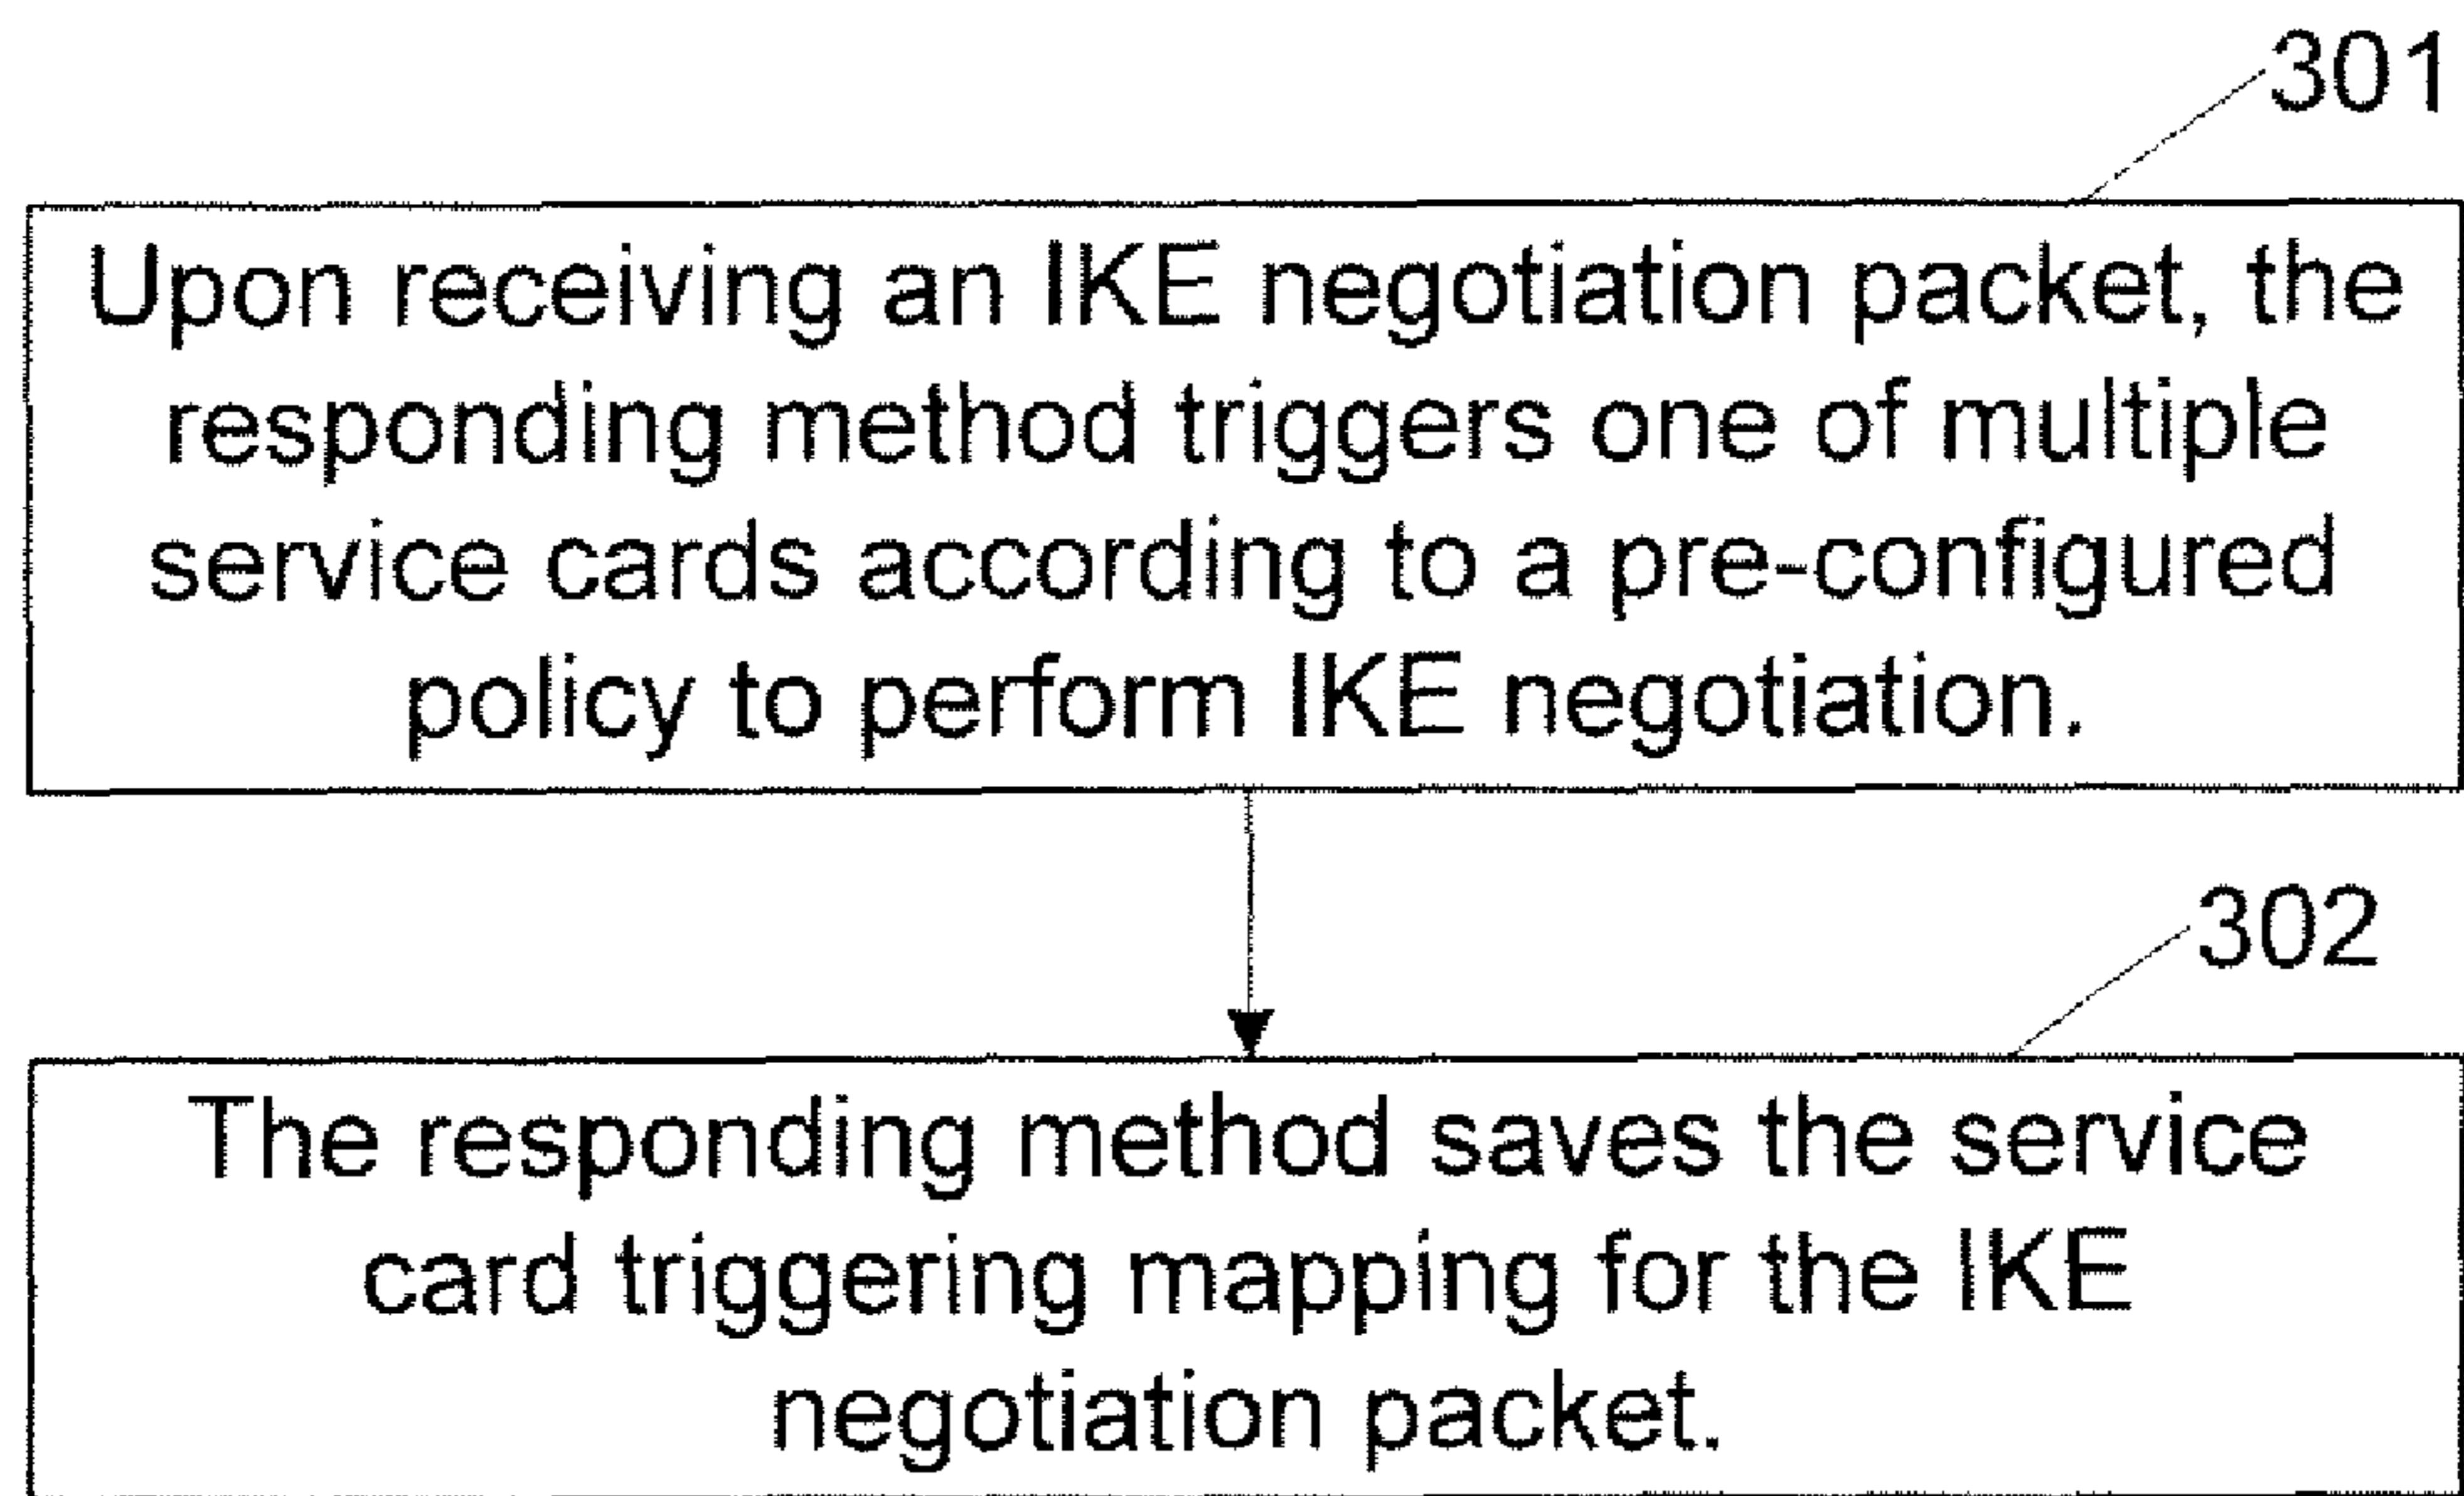 301
Upon receiving an IKE negotiation packet, the
responding method triggers one of multiple
service cards according to a pre-configured
policy to perform IKE negotiation.
302
The responding method saves the service
card triggering mapping for the IKE
negotiation packet.